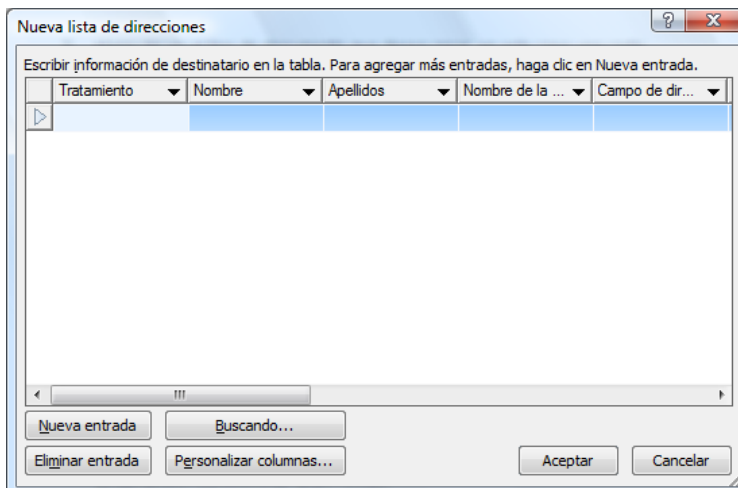 Nueva lista de direcciones
Escribir información de destinatario en la tabla. Para agregar más entradas, haga clic en Nueva entrada.
Tratamiento Nombre Apellidos Nombre de la ... Campo de dir...
Nueva entrada Buscando...
Eliminar entrada Personalizar columnas... Aceptar Cancelar